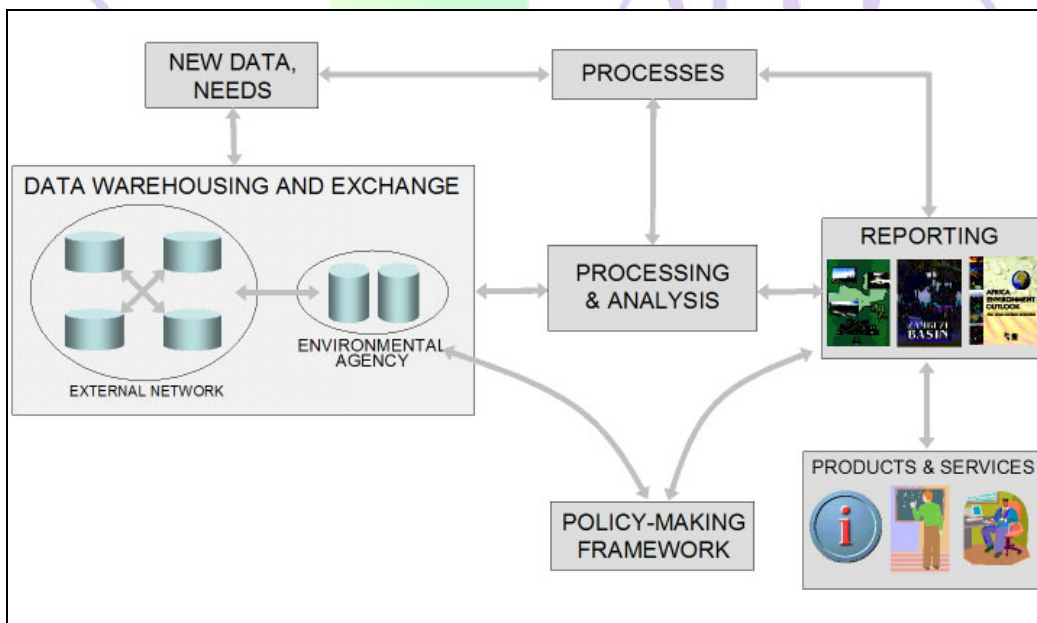 NEW DATA,
NEEDS
PROCESSES
DATA WAREHOUSING AND EXCHANGE
EXTERNAL NETWORK
ENVIRONMENTAL
AGENCY
PROCESSING
& ANALYSIS
REPORTING
ZAMBEZI
BASIN
AFRICA
ENVIRONMENT
OUTLOOK
PRODUCTS & SERVICES
i
POLICY-MAKING
FRAMEWORK